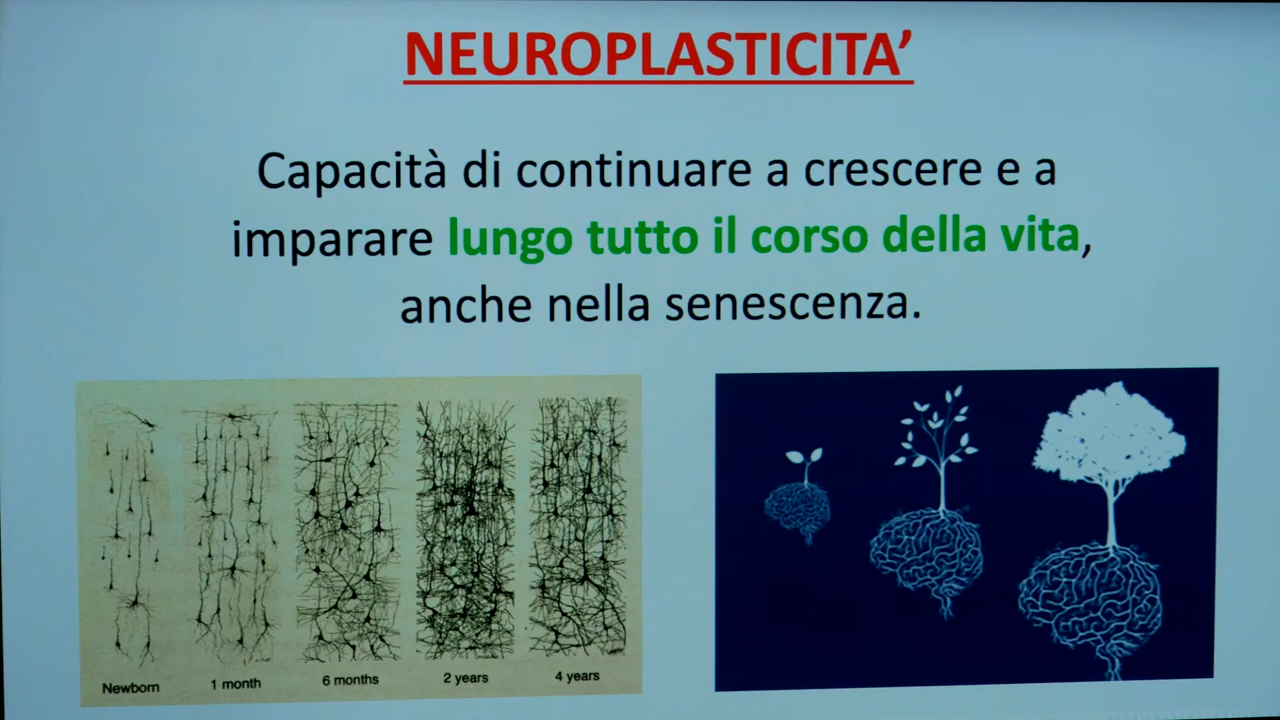 NEUROPLASTICITA’
Capacità di continuare a crescere e a
imparare lungo tutto il corso della vita,
anche nella senescenza.
Newborn
1 month
6 months
2 years
4 years